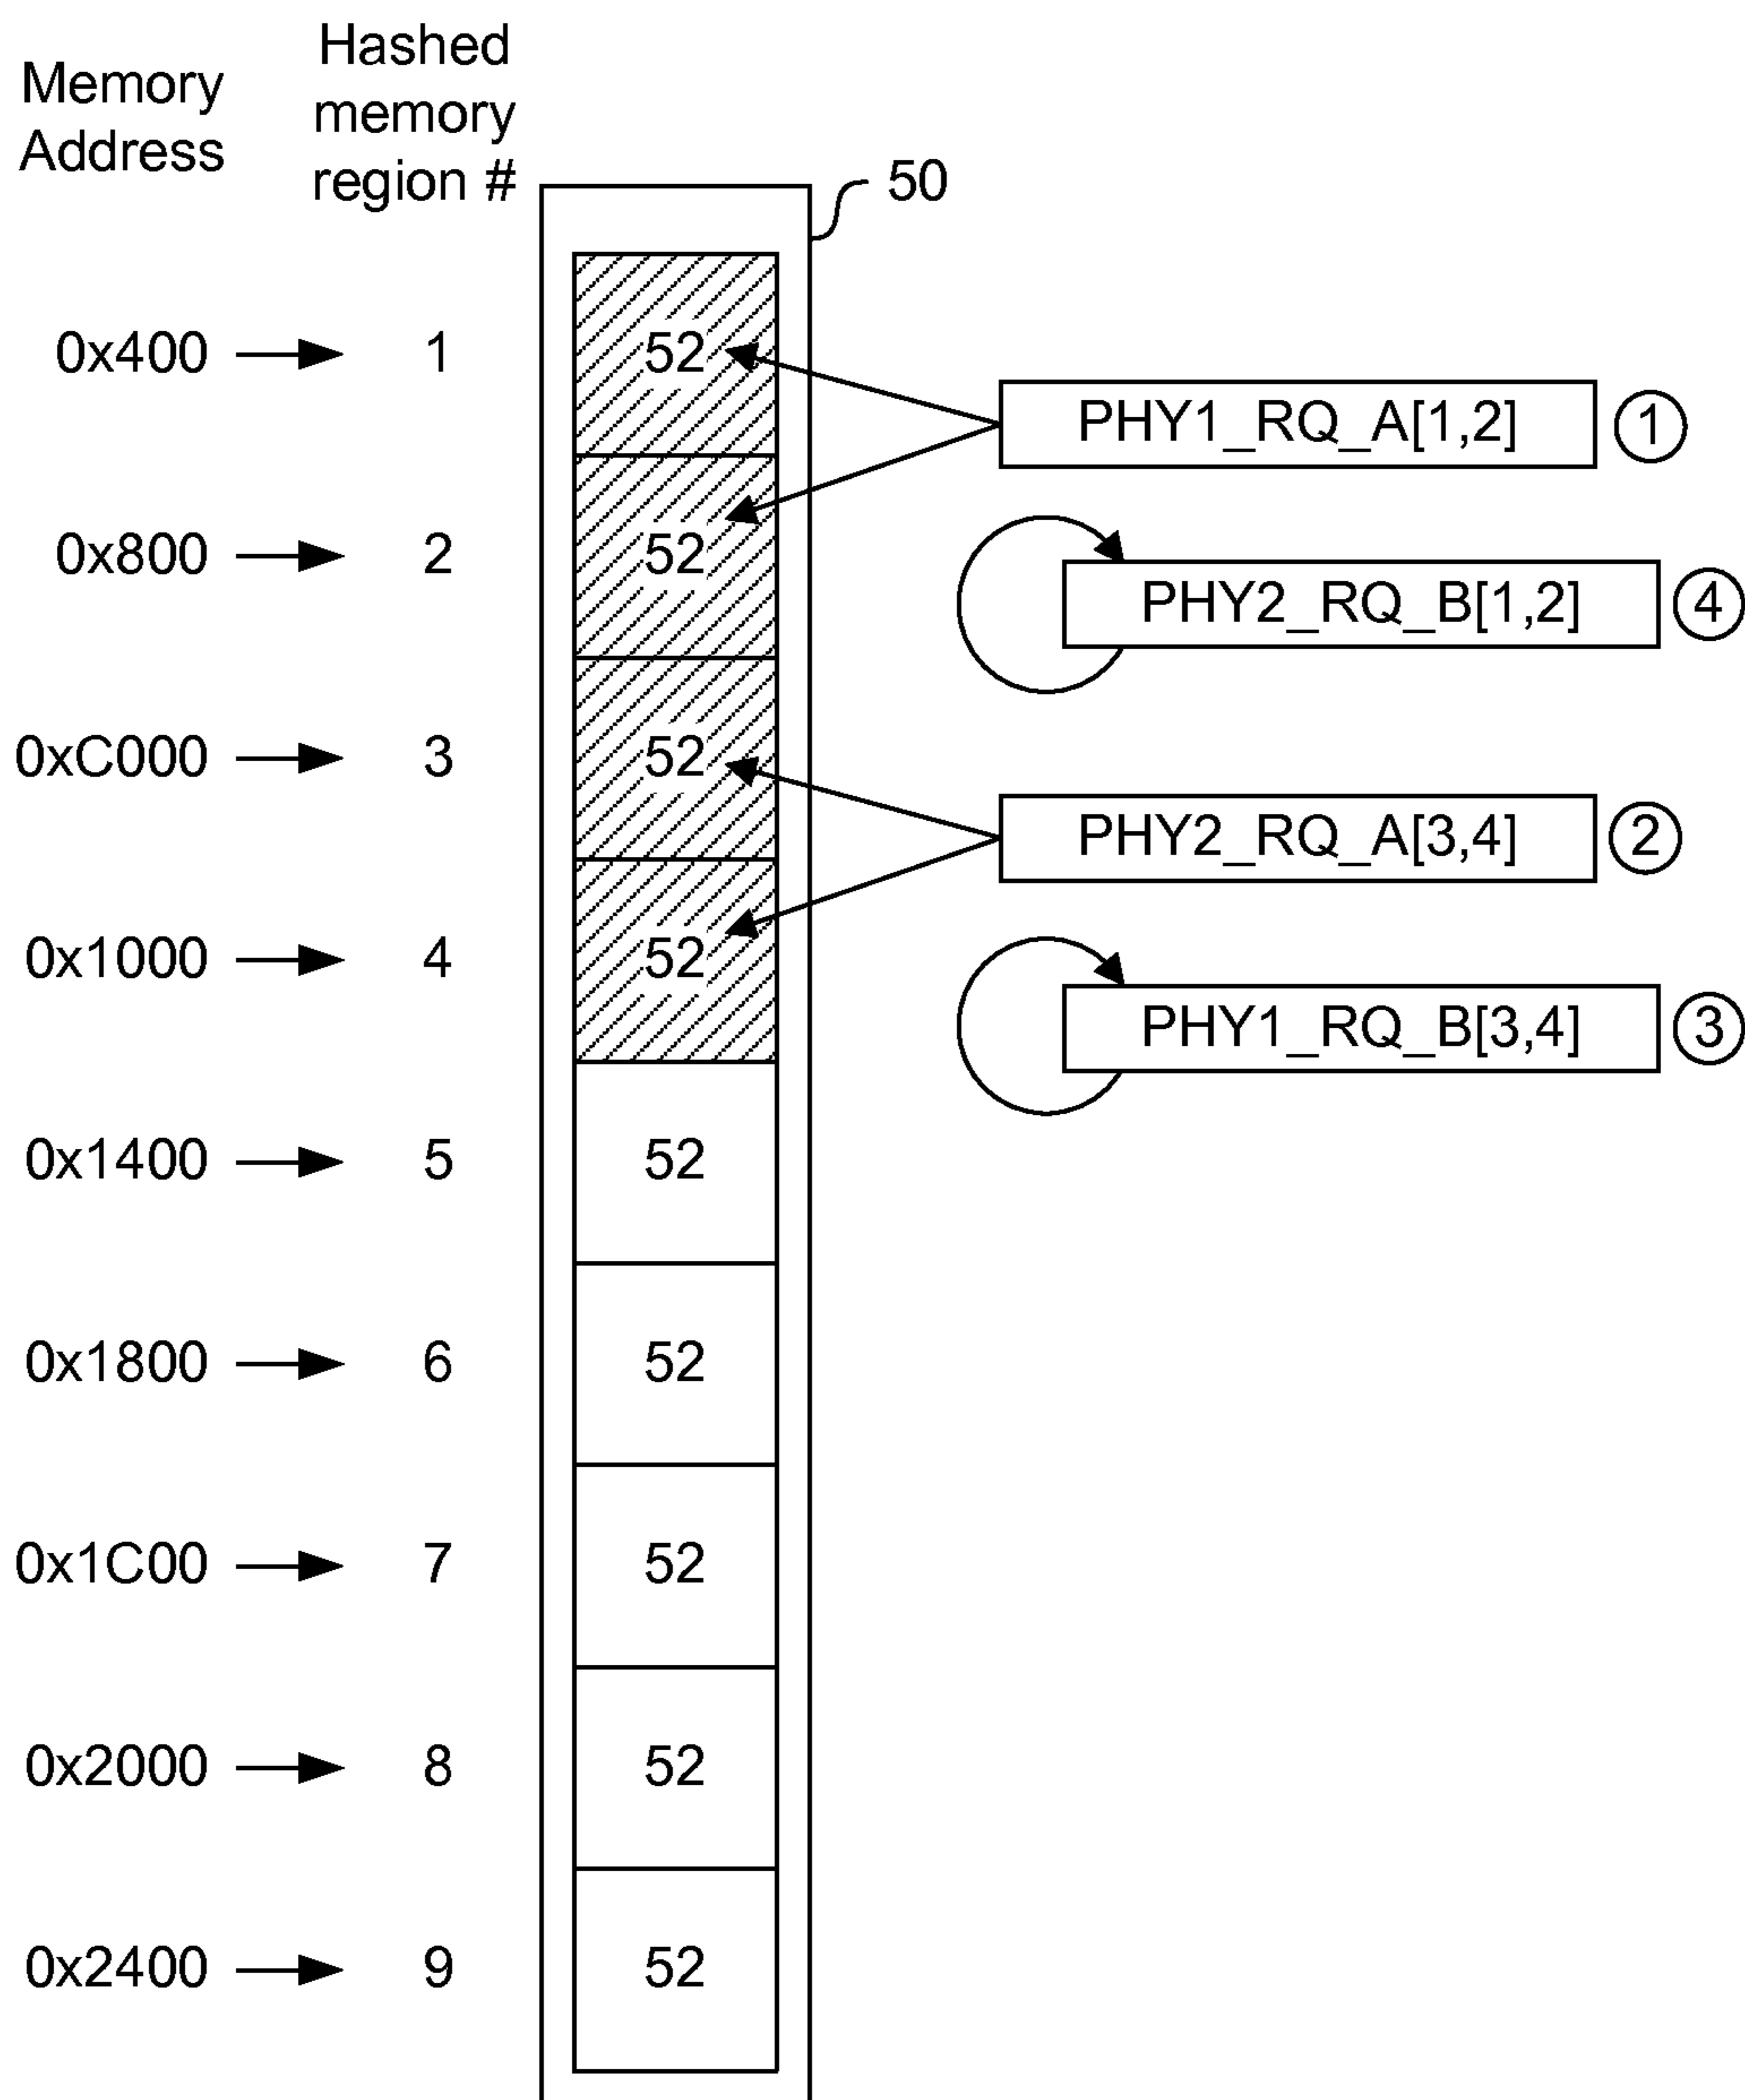 Memory
Address
Hashed
memory
region #
50
0x400 1 52
PHY1_RQ_A[1,2] 1
0x800 2 52
PHY2_RQ_B[1,2] 4
0xC000 3 52
PHY2_RQ_A[3,4] 2
0x1000 4 52
PHY1_RQ_B[3,4] 3
0x1400 5 52
0x1800 6 52
0x1C00 7 52
0x2000 8 52
0x2400 9 52